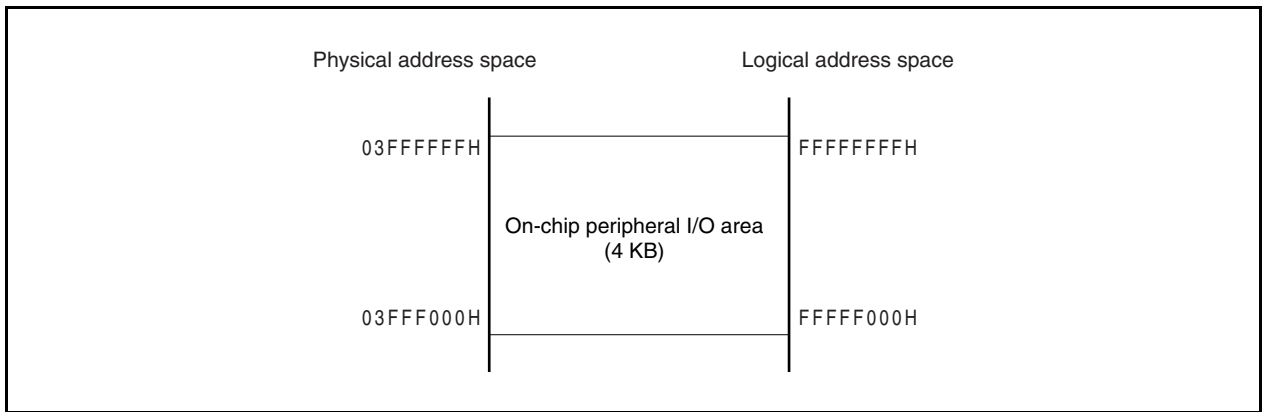 Physical address space
Logical address space
03FFFFFFH
FFFFFFFFH
On-chip peripheral I/O area
(4 KB)
03FFF000H
FFFFF000H